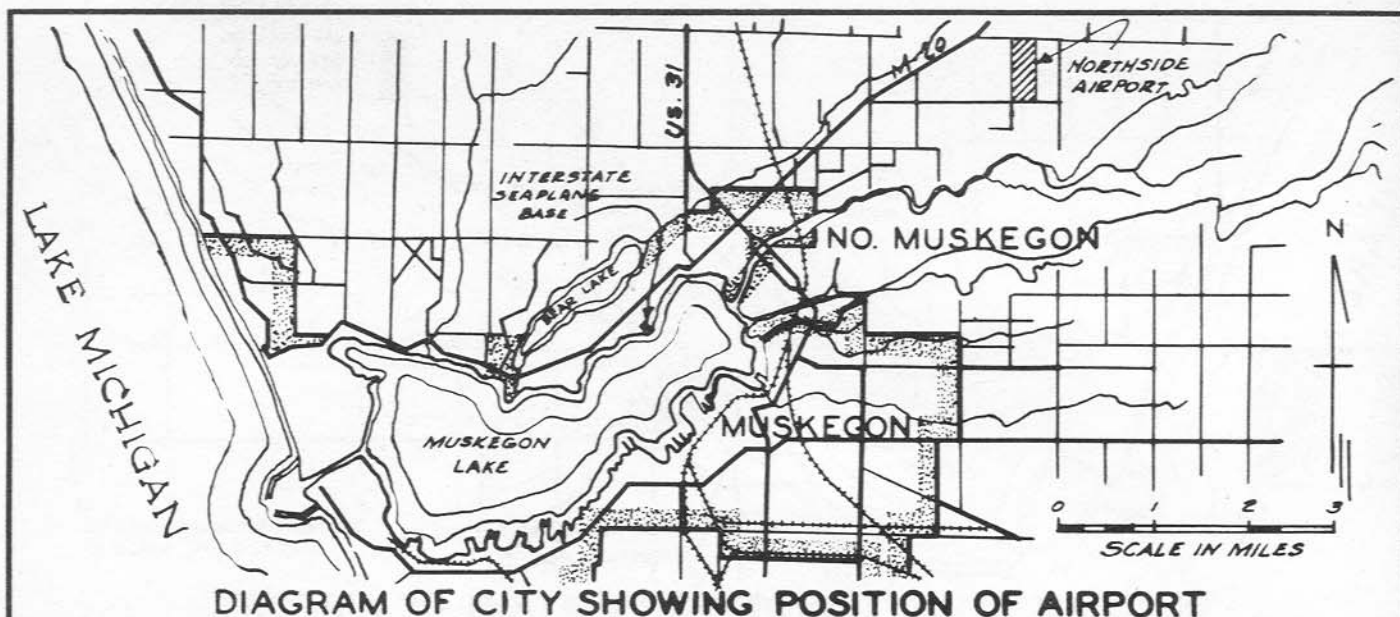 M-20
NORTHSIDE
AIRPORT
US. 31
INTERSTATE
SEAPLANE
BASE
NO. MUSKEGON
N
BEAR LAKE
LAKE MICHIGAN
MUSKEGON
LAKE
MUSKEGON
0 1 2 3
SCALE IN MILES
DIAGRAM OF CITY SHOWING POSITION OF AIRPORT